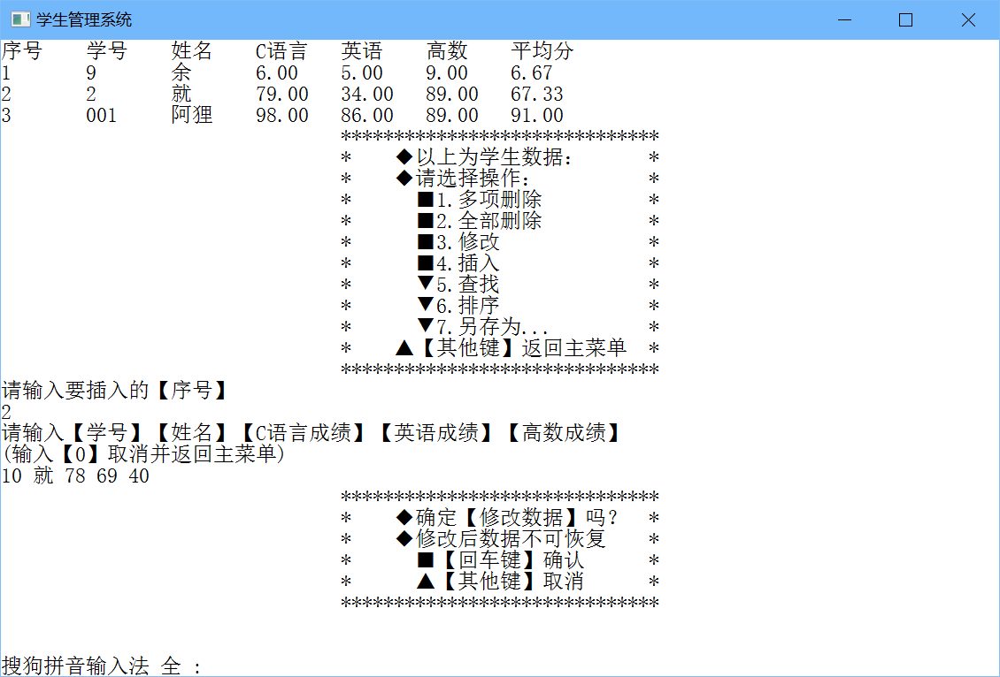 学生管理系统
序号 学号 姓名 C语言 英语 高数 平均分
1 9 余 6.00 5.00 9.00 6.67
2 2 就 79.00 34.00 89.00 67.33
3 001 阿狸 98.00 86.00 89.00 91.00
******************************
* ◆以上为学生数据: *
* ◆请选择操作: *
* ■1.多项删除 *
* ■2.全部删除 *
* ■3.修改 *
* ■4.插入 *
* ▼5.查找 *
* ▼6.排序 *
* ▼7.另存为... *
* ▲【其他键】返回主菜单 *
******************************
请输入要插入的【序号】
2
请输入【学号】【姓名】【C语言成绩】【英语成绩】【高数成绩】
(输入【0】取消并返回主菜单)
10 就 78 69 40
******************************
* ◆确定【修改数据】吗? *
* ◆修改后数据不可恢复 *
* ■【回车键】确认 *
* ▲【其他键】取消 *
******************************
搜狗拼音输入法 全 :